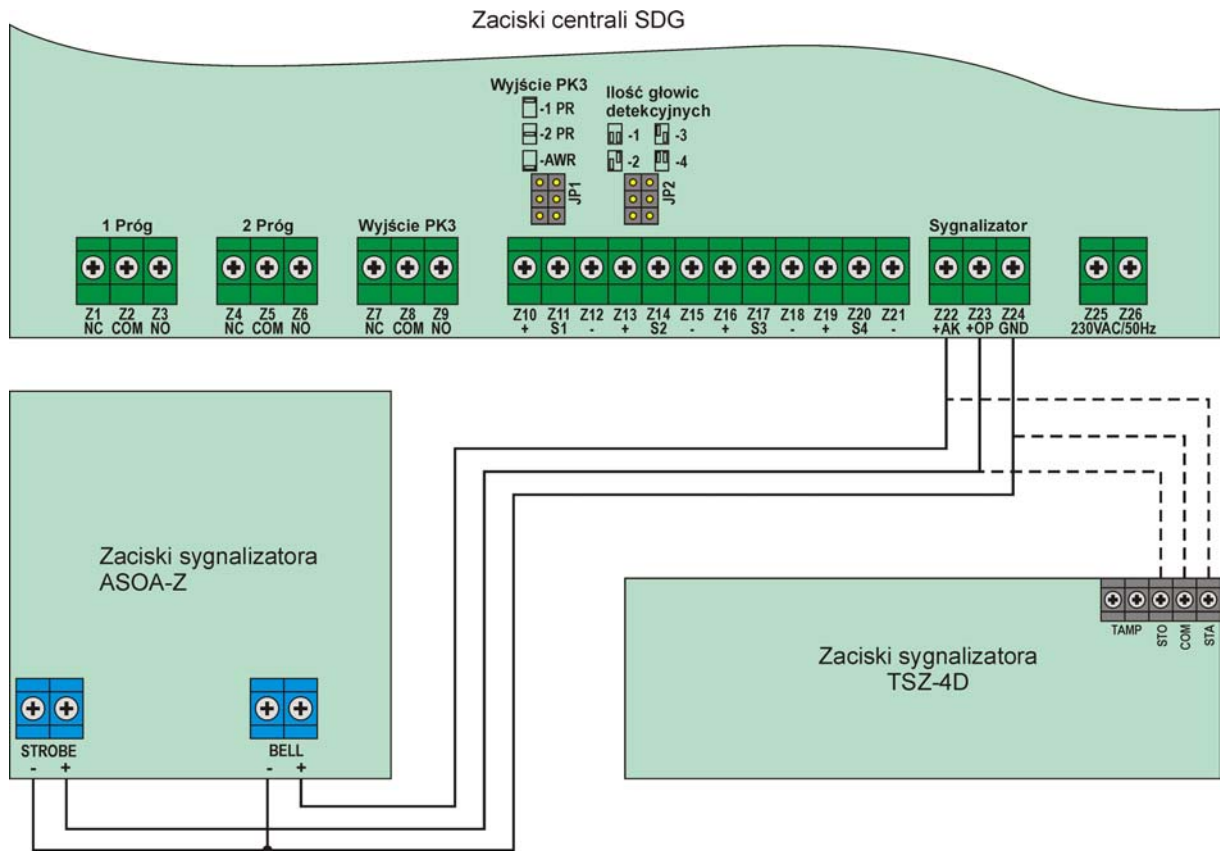 Zaciski centrali SDG
Wyjście PK3
-1 PR
-2 PR
-AWR
Ilość głowic
detekcyjnych
-1 -3
-2 -4
JP1
JP2
1 Próg
2 Próg
Wyjście PK3
Sygnalizator
Z1 Z2 Z3
NC COM NO
Z4 Z5 Z6
NC COM NO
Z7 Z8 Z9
NC COM NO
Z10 Z11 Z12 Z13 Z14 Z15 Z16 Z17 Z18 Z19 Z20 Z21
+ S1 - + S2 - + S3 - + S4 -
Z22 Z23 Z24
+AK +OP GND
Z25 Z26
230VAC/50Hz
Zaciski sygnalizatora
ASOA-Z
STROBE
- +
BELL
- +
TAMP
STO
COM
STA
Zaciski sygnalizatora
TSZ-4D